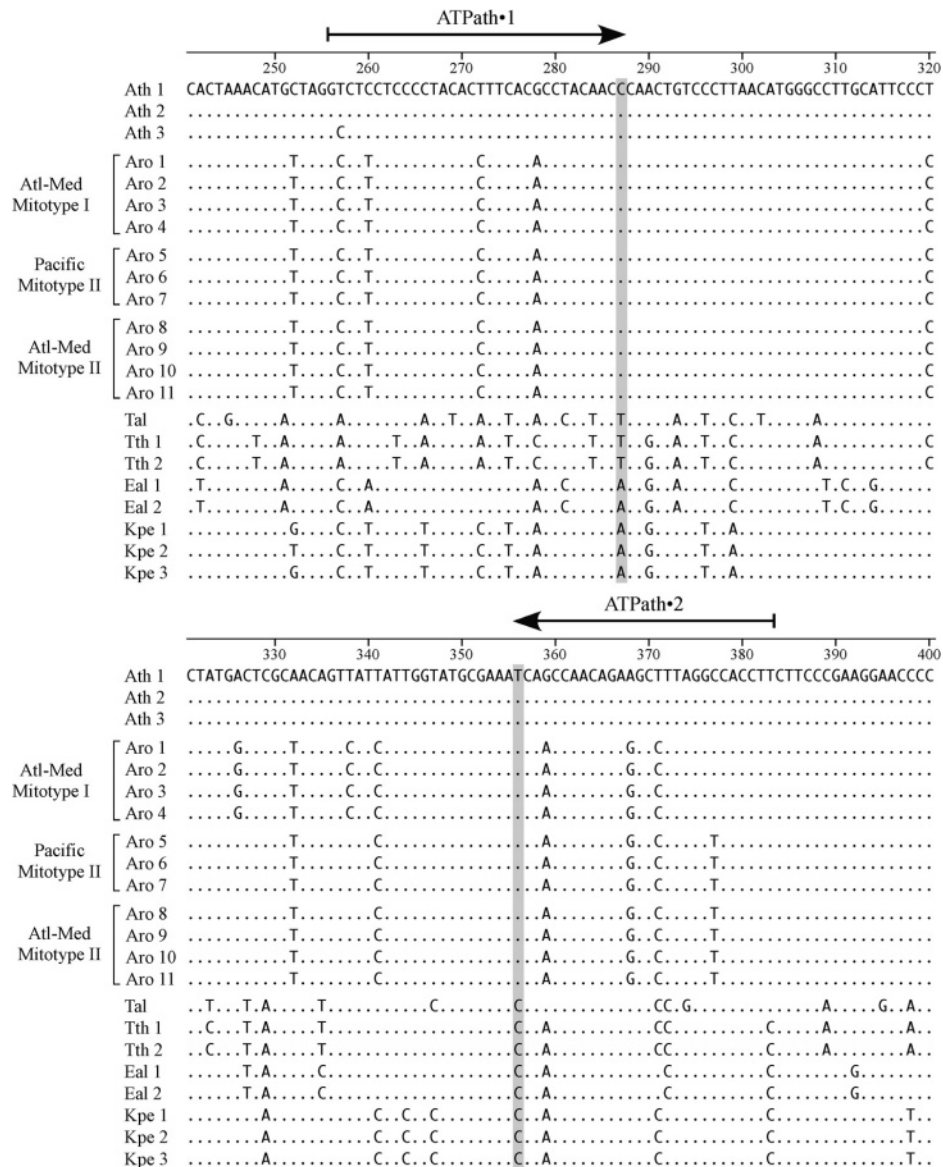 ATPath•1
250 260 270 280 290 300 310 320
Ath 1 CACTAAACATGCTAGGTCTCCTCCCCTACACTTTCACGCCTACAACCCAACTGTCCCTTAACATGGGCCTTGCATTCCCT
Ath 2 ................................................................................
Ath 3 ................C...............................................................
Atl-Med
Mitotype I
Aro 1 ...........T....C..T...........C.....A.........................................C
Aro 2 ...........T....C..T...........C.....A.........................................C
Aro 3 ...........T....C..T...........C.....A.........................................C
Aro 4 ...........T....C..T...........C.....A.........................................C
Pacific
Mitotype II
Aro 5 ...........T....C..T...........C.....A.........................................C
Aro 6 ...........T....C..T...........C.....A.........................................C
Aro 7 ...........T....C..T...........C.....A.........................................C
Atl-Med
Mitotype II
Aro 8 ...........T....C..T...........C.....A.........................................C
Aro 9 ...........T....C..T...........C.....A.........................................C
Aro 10 ...........T....C..T...........C.....A.........................................C
Aro 11 ...........T....C..T...........C.....A.........................................C
Tal .C..G.....A.....A........A..T..A..T..A..C..T..T.....A..T..C..T.....A............
Tth 1 .C.....T..A.....A.....T..A.....A..T..C.....T..T..G..A..T..C........A...........C
Tth 2 .C.....T..A.....A.....T..A.....A..T..C.....T..T..G..A..T..C........A...........C
Eal 1 .T........A.....C..A.................A..C.....A..G..A.....C.........T.C..G......
Eal 2 .T........A.....C..A.................A..C.....A..G..A.....C.........T.C..G......
Kpe 1 ...........G....C..T.....T.....C..T..A........A..G.....T..A.....................
Kpe 2 ...........T....C..T.....T.....C..T..A........A..G.....T..A.....................
Kpe 3 ...........G....C..T.....T.....C..T..A........A..G.....T..A.....................
ATPath•2
330 340 350 360 370 380 390 400
Ath 1 CTATGACTCGCAACAGTTATTATTGGTATGCGAAATCAGCCAACAGAAGCTTTAGGCCACCTTCTTCCCGAAGGAACCCC
Ath 2 ................................................................................
Ath 3 ................................................................................
Atl-Med
Mitotype I
Aro 1 .....G.....T.....C..C.................A........G..C.............................
Aro 2 .....G.....T.....C..C.................A........G..C.............................
Aro 3 .....G.....T.....C..C.................A........G..C.............................
Aro 4 .....G.....T.....C..C.................A........G..C.............................
Pacific
Mitotype II
Aro 5 ...........T........C.................A........G..C.....T.......................
Aro 6 ...........T........C.................A........G..C.....T.......................
Aro 7 ...........T........C.................A........G..C.....T.......................
Atl-Med
Mitotype II
Aro 8 ...........T........C.................A........G..C.....T.......................
Aro 9 ...........T........C.................A........G..C.....T.......................
Aro 10 ...........T........C.................A........G..C.....T.......................
Aro 11 ...........T........C.................A........G..C.....T.......................
Tal ..T...T.A.....T...........C........C..............CC.G..............A.....G..A..
Tth 1 ..C...T.A.....T....................C..A...........CC..........C.....A........A..
Tth 2 ..C...T.A.....T....................C..A...........CC..........C.....A........A..
Eal 1 ......T.A.....C....................C..A............C..........C........G........
Eal 2 ......T.A.....C....................C..A............C..........C........G........
Kpe 1 ........A...........C..C..C........C..A...........C...........C..............T..
Kpe 2 ........A...........C..C..C........C..A...........C...........C..............T..
Kpe 3 ........A...........C..C..C........C..A...........C...........C..............T..